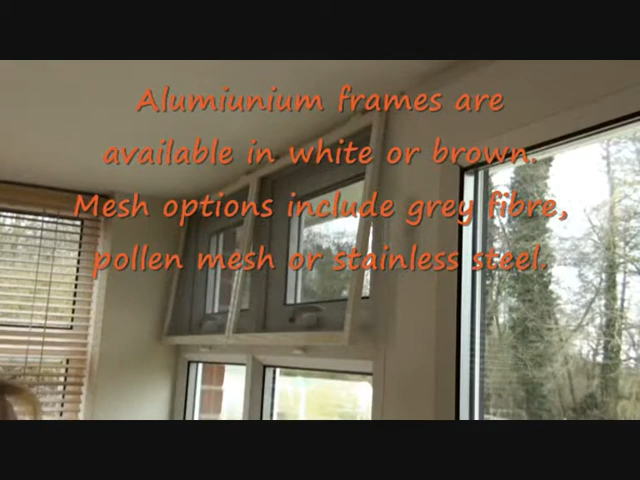 Alumiunium frames are
available in white or brown.
Mesh options include grey fibre,
pollen mesh or stainless steel.